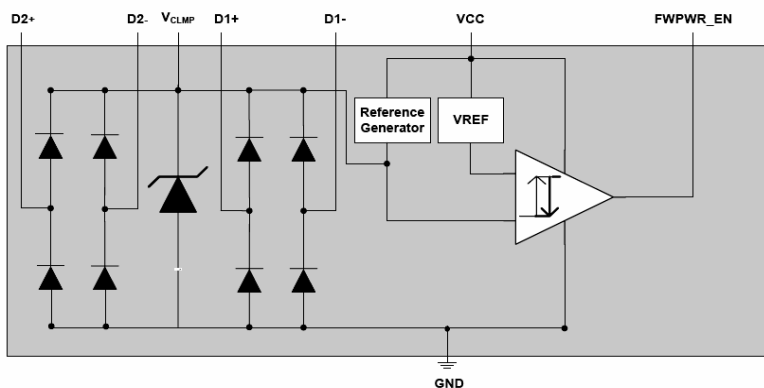 D2+ D2- VCLMP D1+ D1- VCC FWPWR_EN
Reference
Generator
VREF
GND